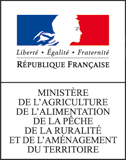 Liberté • Égalité • Fraternité
RÉPUBLIQUE FRANÇAISE
MINISTÈRE
DE L'AGRICULTURE
DE L'ALIMENTATION
DE LA PÊCHE
DE LA RURALITÉ
ET DE L'AMÉNAGEMENT
DU TERRITOIRE